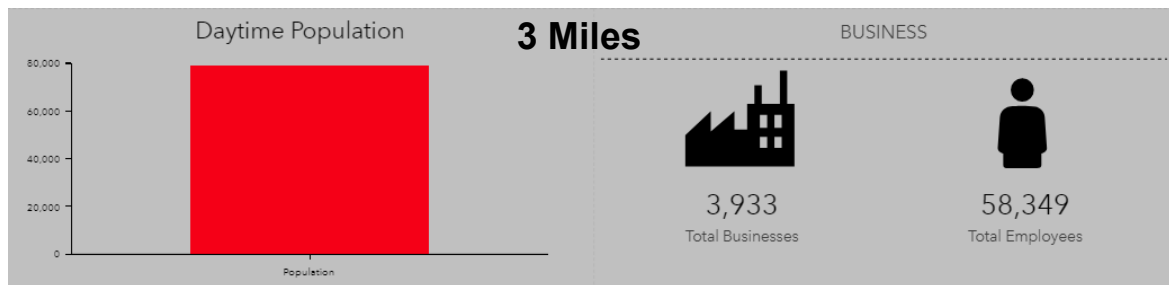 Daytime Population
3 Miles
BUSINESS
80,000
60,000
40,000
20,000
0
Population
3,933
Total Businesses
58,349
Total Employees